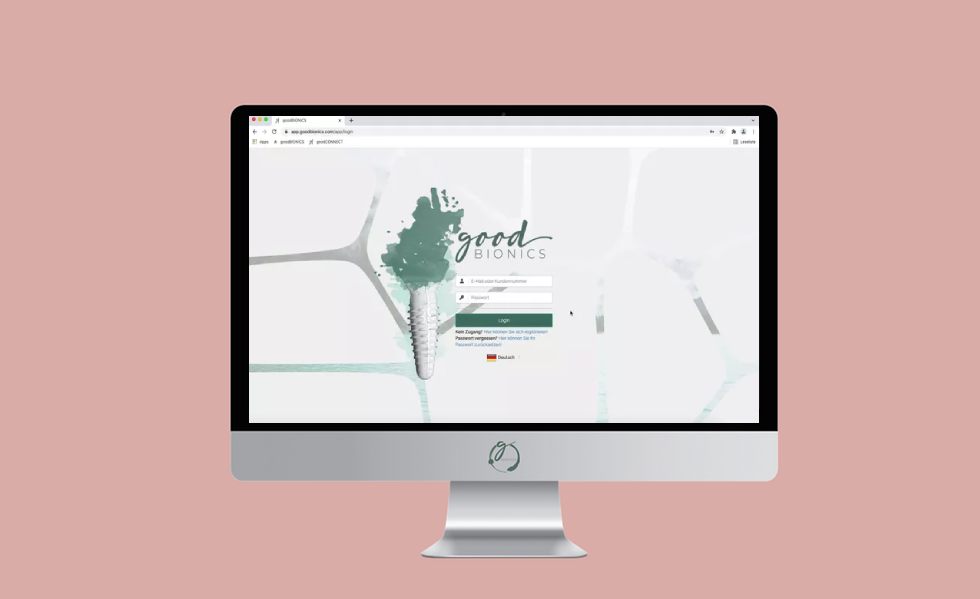 goodBIONICS
app.goodbionics.com/app/login
Apps goodBIONICS goodCONNECT Leseliste
good
BIONICS
E-Mail oder Kundennummer
Passwort
Login
Kein Zugang? Hier können Sie sich registrieren!
Passwort vergessen? Hier können Sie Ihr
Passwort zurücksetzen!
Deutsch
g